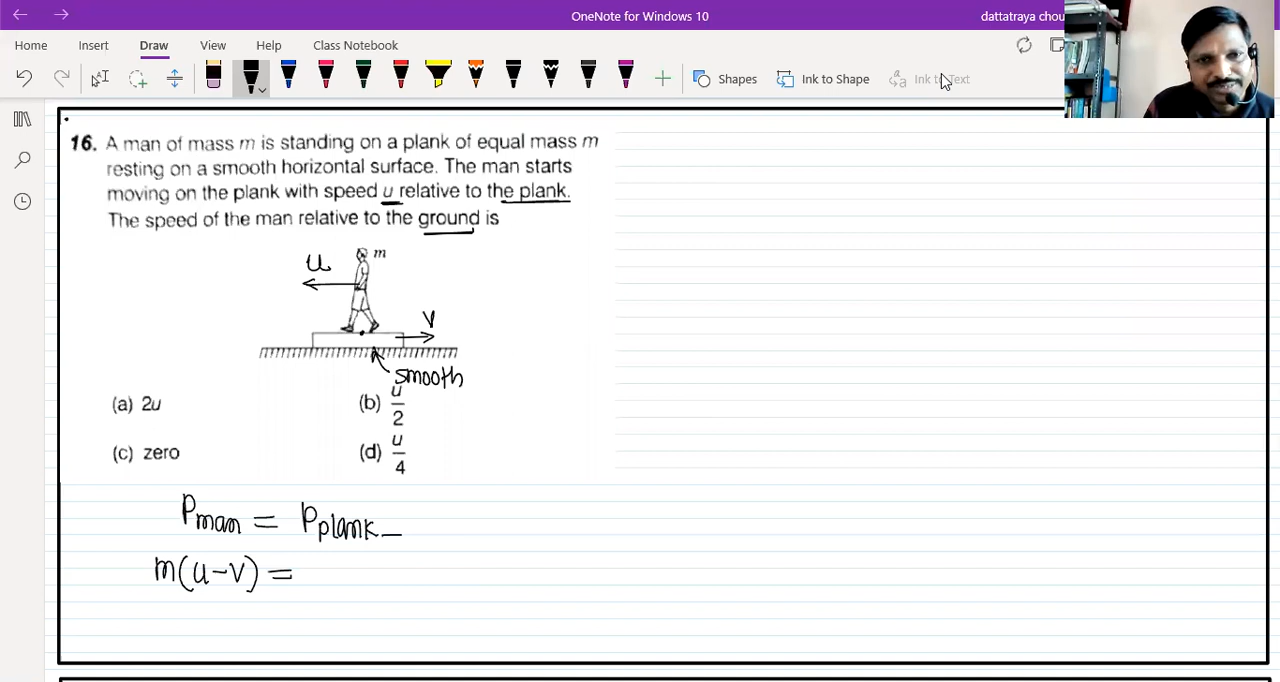 OneNote for Windows 10
dattatraya chou
Home Insert Draw View Help Class Notebook
Shapes Ink to Shape Ink to Text
16. A man of mass m is standing on a plank of equal mass m
resting on a smooth horizontal surface. The man starts
moving on the plank with speed u relative to the plank.
The speed of the man relative to the ground is
m
u
v
smooth
(a) 2u (b) u/2
(c) zero (d) u/4
Pman = Pplank
m(u-v) =